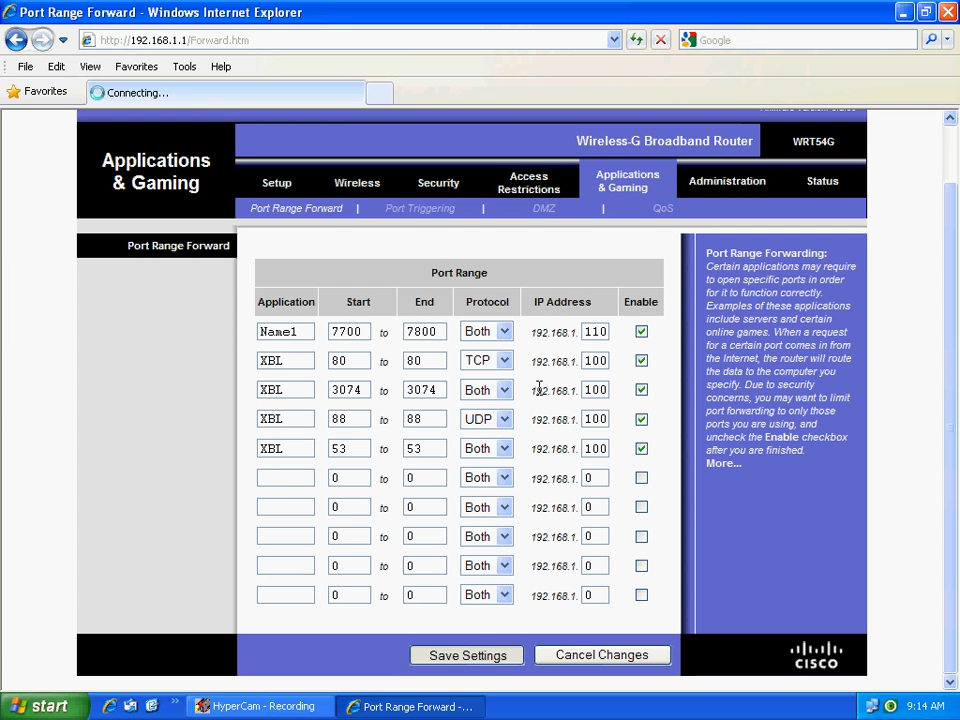 Port Range Forward - Windows Internet Explorer
http://192.168.1.1/Forward.htm
Google
File Edit View Favorites Tools Help
Favorites Connecting...
Wireless-G Broadband Router WRT54G
Applications
& Gaming
Setup Wireless Security Access Restrictions Applications & Gaming Administration Status
Port Range Forward | Port Triggering | DMZ | QoS
Port Range Forward
Port Range
Application Start End Protocol IP Address Enable
Name1 7700 to 7800 Both 192.168.1. 110
XBL 80 to 80 TCP 192.168.1. 100
XBL 3074 to 3074 Both 192.168.1. 100
XBL 88 to 88 UDP 192.168.1. 100
XBL 53 to 53 Both 192.168.1. 100
0 to 0 Both 192.168.1. 0
0 to 0 Both 192.168.1. 0
0 to 0 Both 192.168.1. 0
0 to 0 Both 192.168.1. 0
0 to 0 Both 192.168.1. 0
Port Range Forwarding:
Certain applications may require
to open specific ports in order
for it to function correctly.
Examples of these applications
include servers and certain
online games. When a request
for a certain port comes in from
the Internet, the router will route
the data to the computer you
specify. Due to security
concerns, you may want to limit
port forwarding to only those
ports you are using, and
uncheck the Enable checkbox
after you are finished.
More...
Save Settings Cancel Changes
CISCO
start HyperCam - Recording Port Range Forward -... 9:14 AM